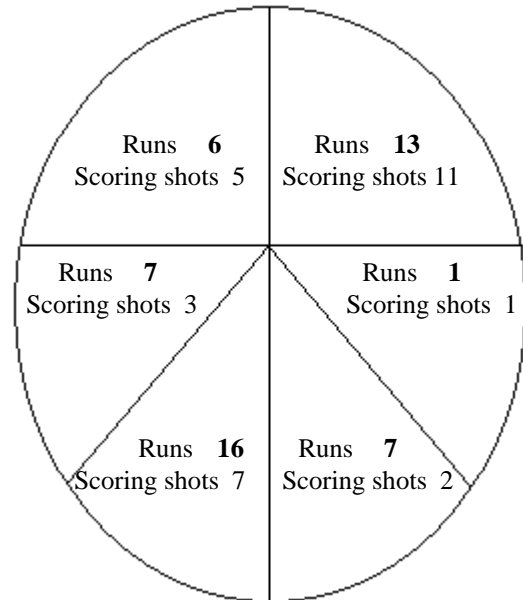 Runs 6
Scoring shots 5
Runs 13
Scoring shots 11
Runs 7
Scoring shots 3
Runs 1
Scoring shots 1
Runs 16
Scoring shots 7
Runs 7
Scoring shots 2